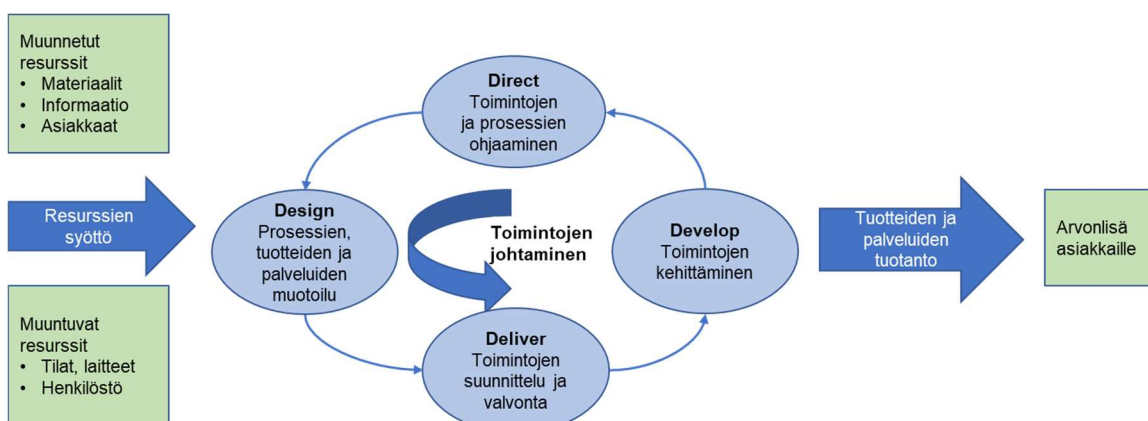 Muunnetut
resurssit
• Materiaalit
• Informaatio
• Asiakkaat
Resurssien
syöttö
Muuntuvat
resurssit
• Tilat, laitteet
• Henkilöstö
Direct
Toimintojen
ja prosessien
ohjaaminen
Design
Prosessien,
tuotteiden ja
palveluiden
muotoilu
Toimintojen
johtaminen
Develop
Toimintojen
kehittäminen
Deliver
Toimintojen
suunnittelu ja
valvonta
Tuotteiden ja
palveluiden
tuotanto
Arvonlisä
asiakkaille